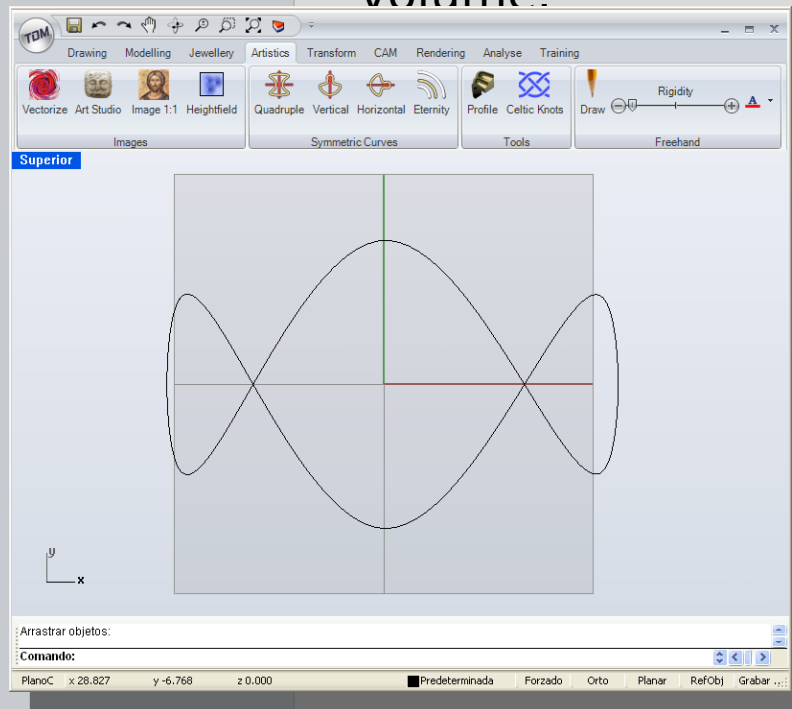 volume.
TDM
Drawing Modelling Jewellery Artistics Transform CAM Rendering Analyse Training
Vectorize Art Studio Image 1:1 Heightfield Quadruple Vertical Horizontal Eternity Profile Celtic Knots Draw Rigidity A
Images Symmetric Curves Tools Freehand
Superior
y
x
Arrastrar objetos:
Comando:
PlanoC x 28.827 y -6.768 z 0.000 Predeterminada Forzado Orto Planar RefObj Grabar ...